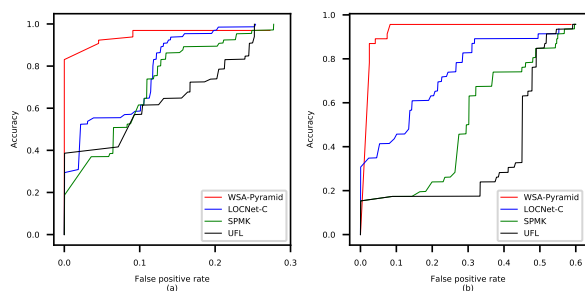 1.0
0.8
0.6
0.4
0.2
0.0
Accuracy
WSA-Pyramid
LOCNet-C
SPMK
UFL
0.0 0.1 0.2 0.3
False positive rate
(a)
1.0
0.8
0.6
0.4
0.2
0.0
Accuracy
WSA-Pyramid
LOCNet-C
SPMK
UFL
0.0 0.1 0.2 0.3 0.4 0.5 0.6
False positive rate
(b)